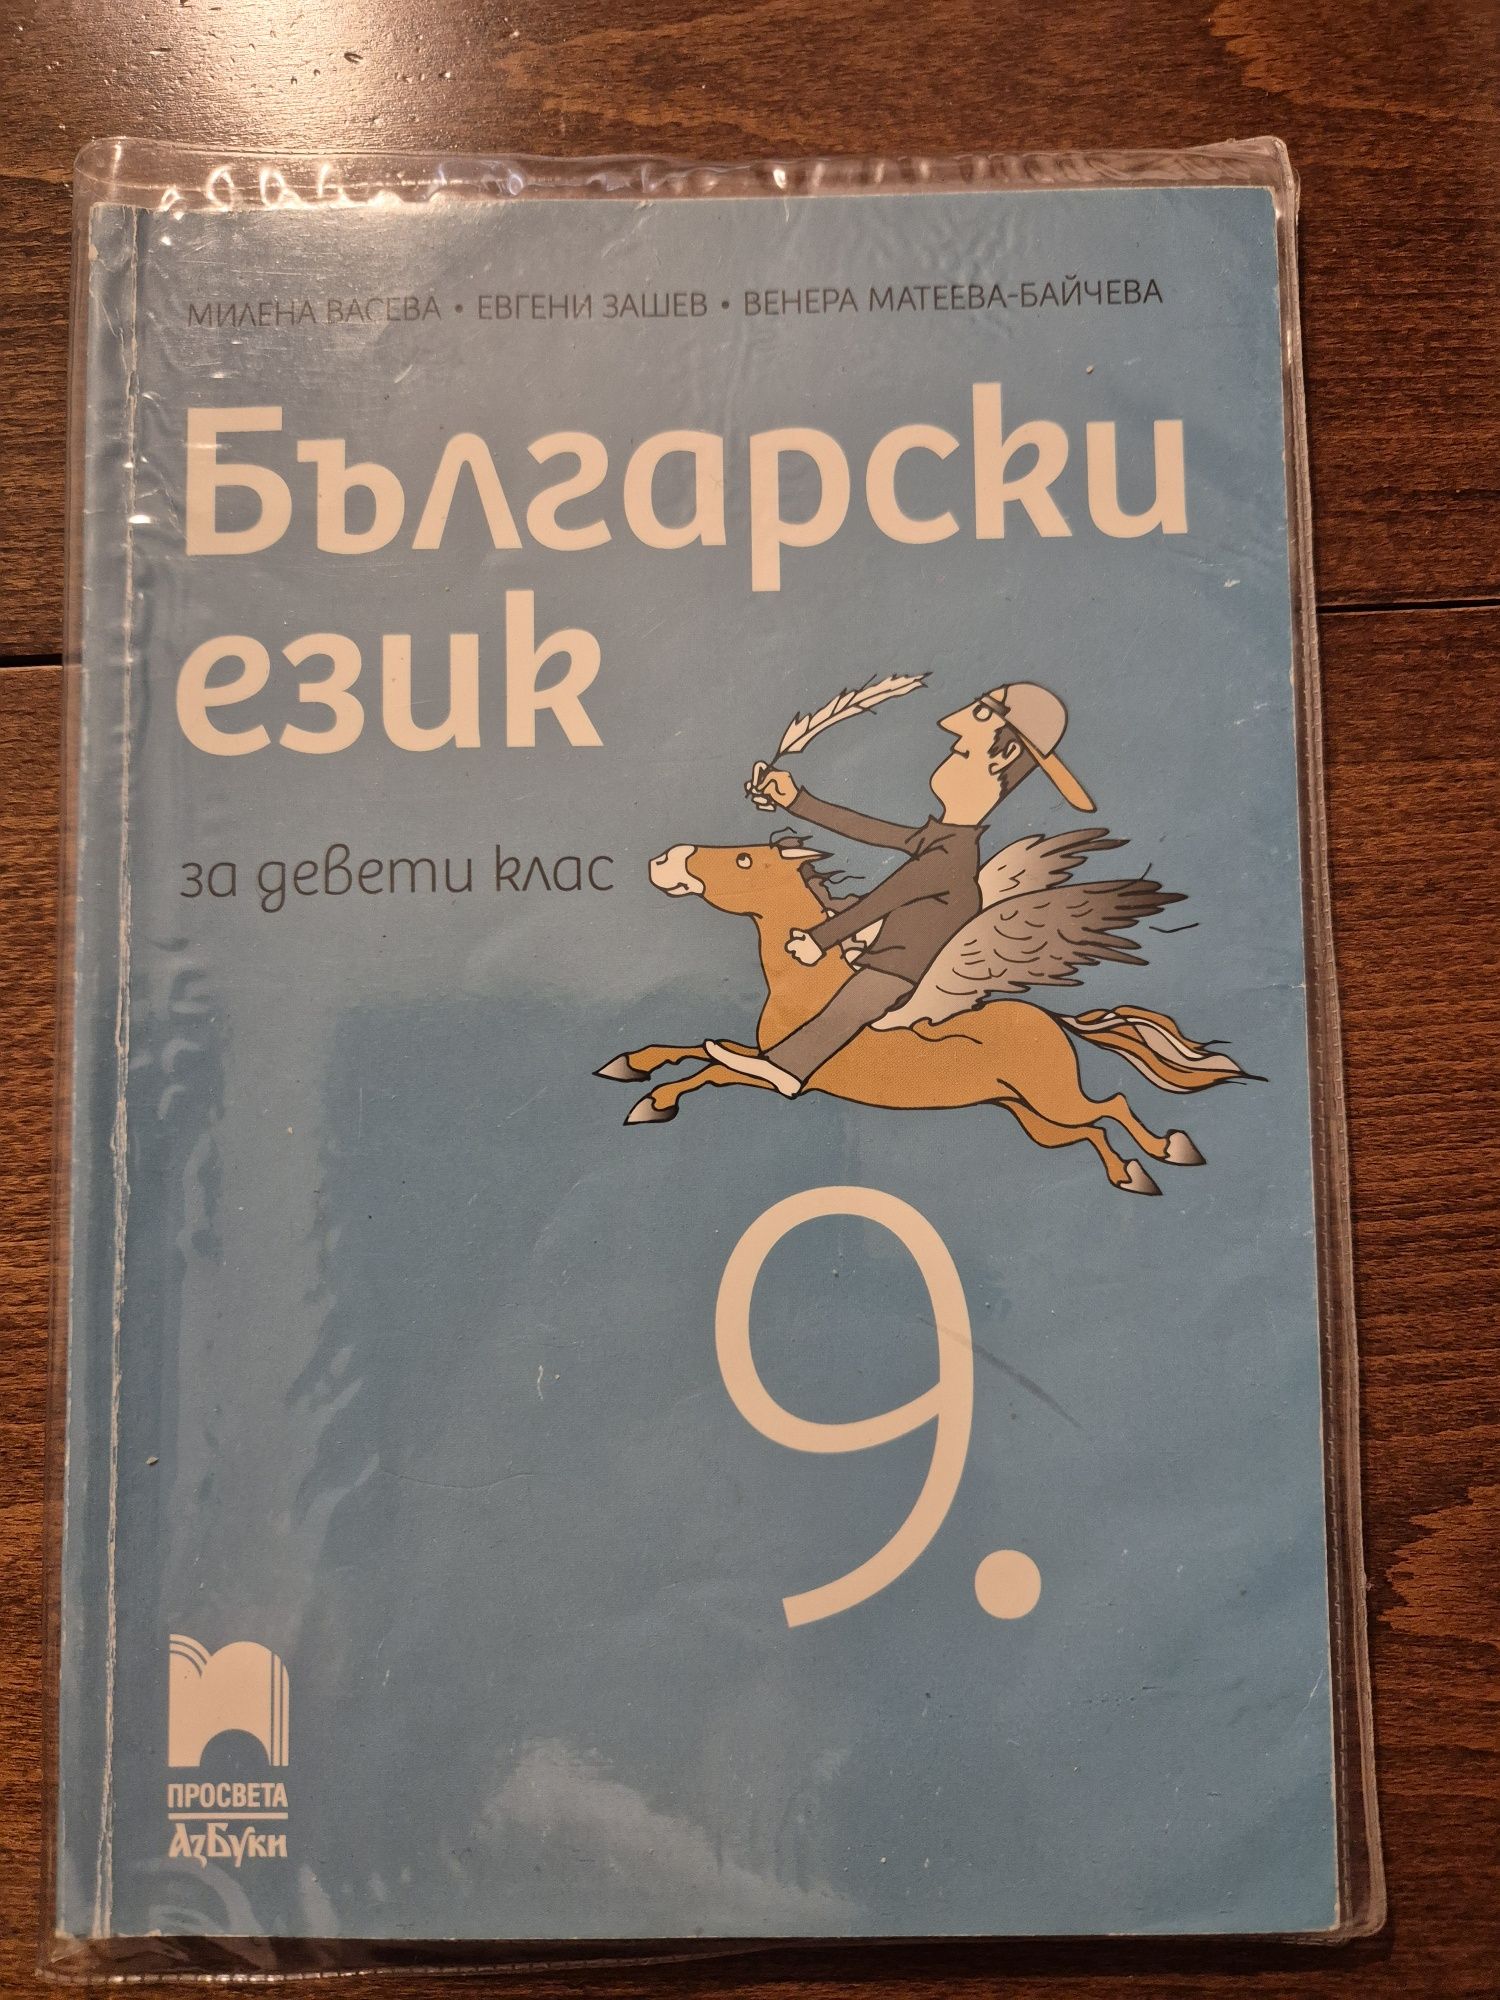 МИЛЕНА ВАСЕВА • ЕВГЕНИ ЗАШЕВ • ВЕНЕРА МАТЕЕВА-БАЙЧЕВА
Български
език
за девети клас
9.
ПРОСВЕТА
АзБуки